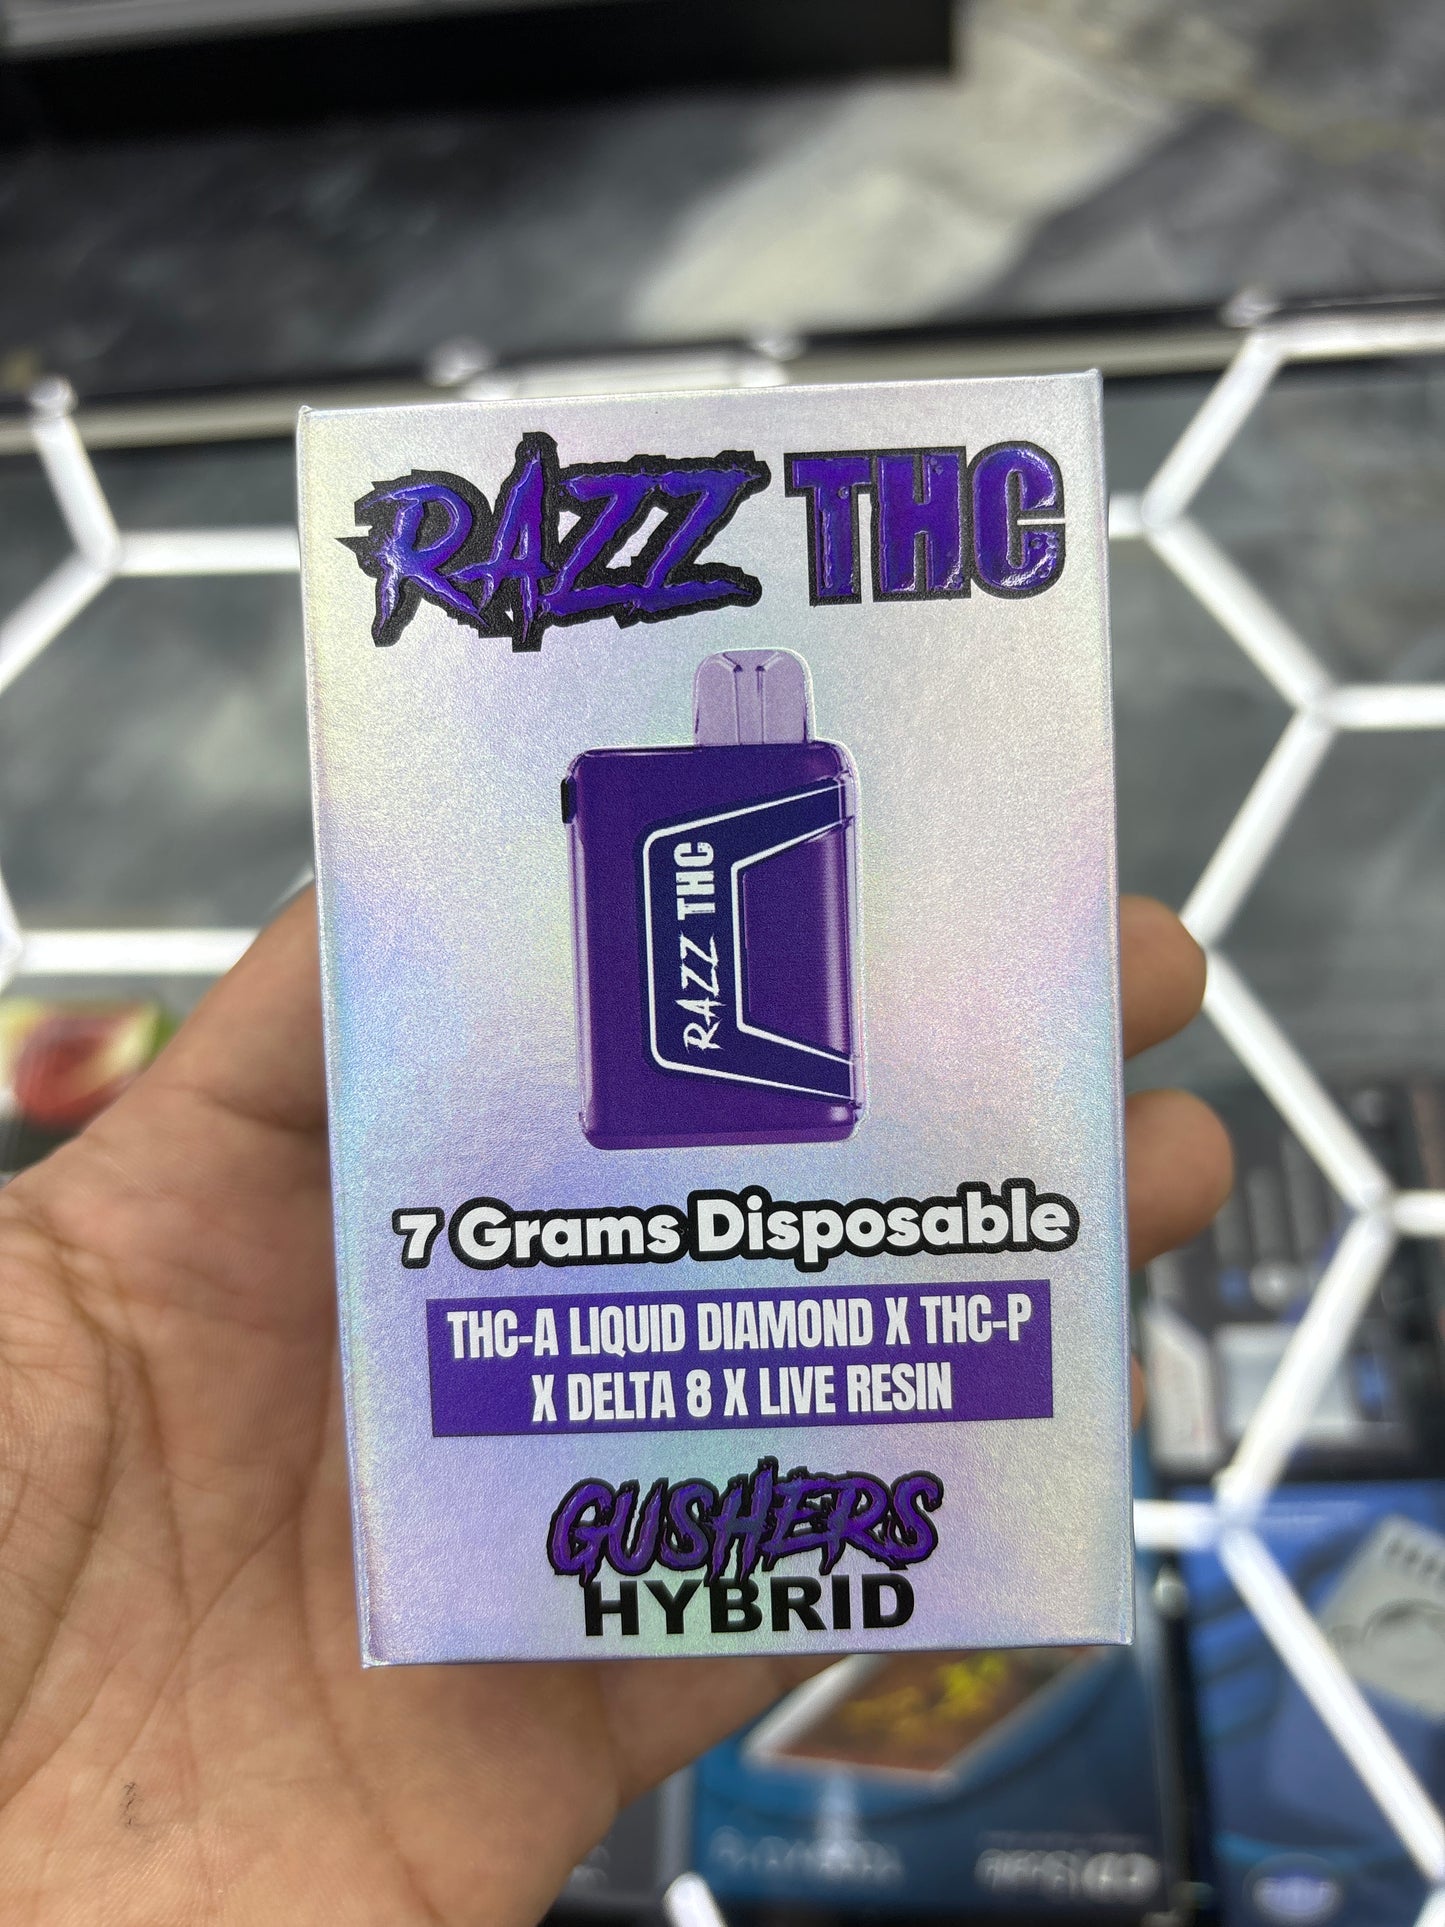 RAZZ THC
RAZZ THC
7 Grams Disposable
THC-A LIQUID DIAMOND X THC-P
X DELTA 8 X LIVE RESIN
GUSHERS
HYBRID